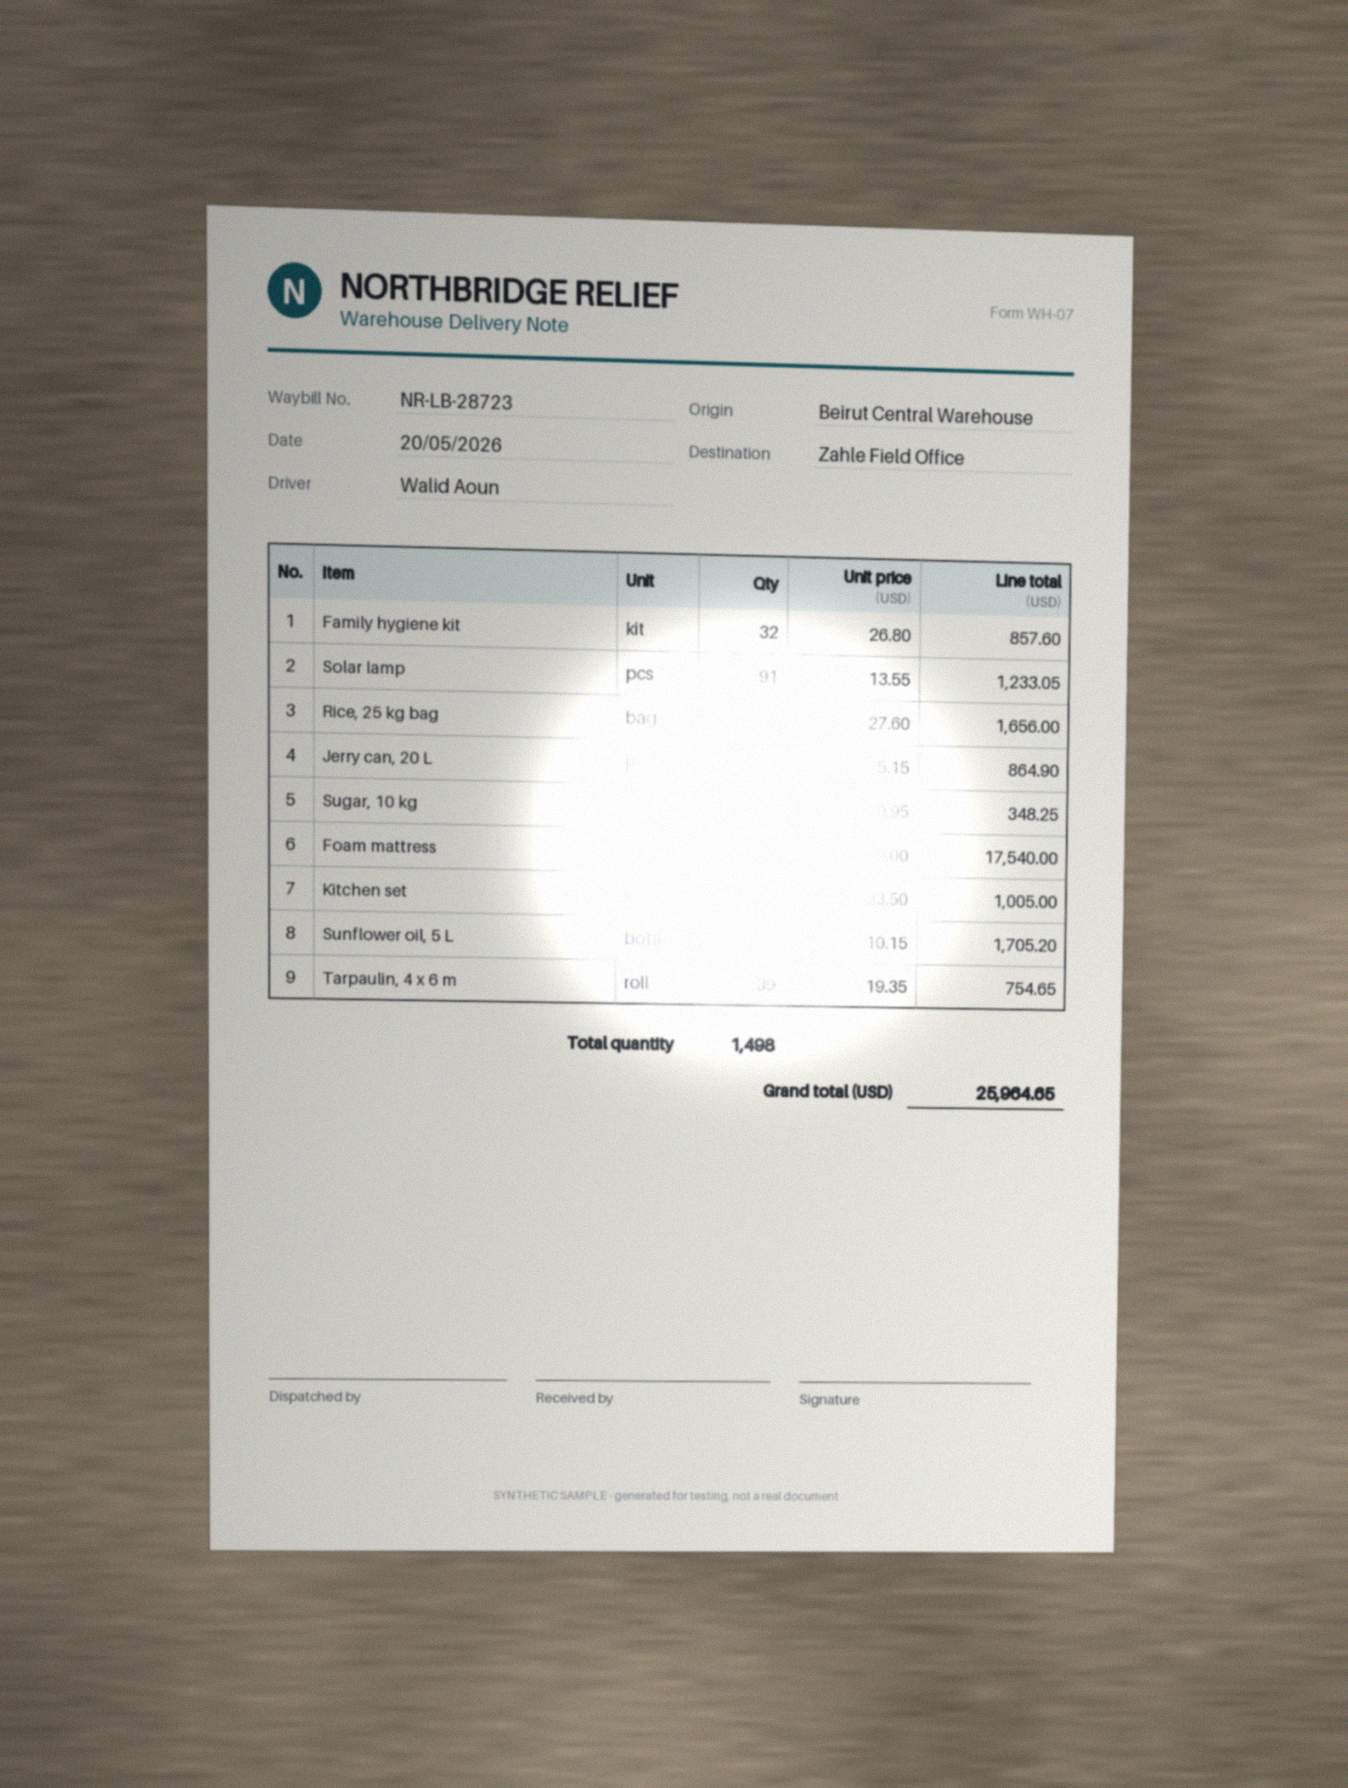 N NORTHBRIDGE RELIEF
Warehouse Delivery Note
Form WH-07
Waybill No. NR-LB-28723 Origin Beirut Central Warehouse
Date 20/05/2026 Destination Zahle Field Office
Driver Walid Aoun
No. Item Unit Qty Unit price (USD) Line total (USD)
1 Family hygiene kit kit 32 26.80 857.60
2 Solar lamp pcs 91 13.55 1,233.05
3 Rice, 25 kg bag bag 27.60 1,656.00
4 Jerry can, 20 L 864.90
5 Sugar, 10 kg 348.25
6 Foam mattress 17,540.00
7 Kitchen set 1,005.00
8 Sunflower oil, 5 L 10.15 1,705.20
9 Tarpaulin, 4 x 6 m roll 39 19.35 754.65
Total quantity 1,498
Grand total (USD) 25,964.65
Dispatched by Received by Signature
SYNTHETIC SAMPLE - generated for testing, not a real document